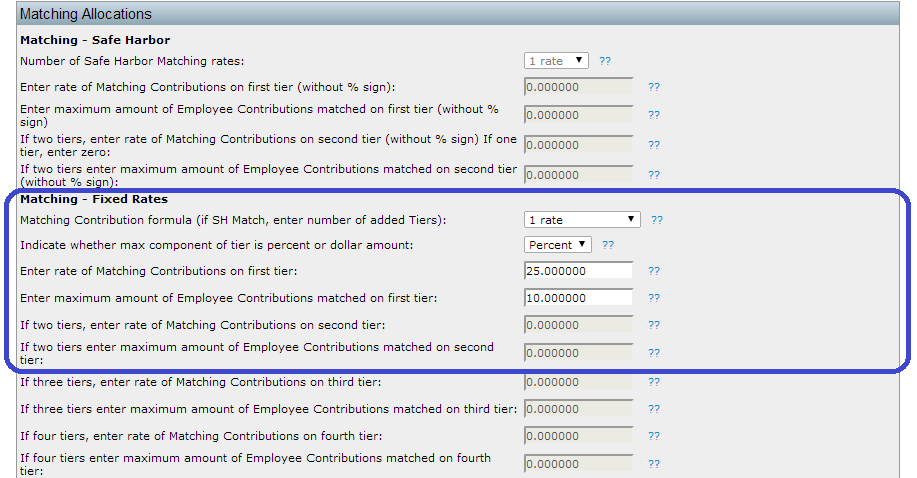 Matching Allocations
Matching - Safe Harbor
Number of Safe Harbor Matching rates: 1 rate ??
Enter rate of Matching Contributions on first tier (without % sign): 0.000000 ??
Enter maximum amount of Employee Contributions matched on first tier (without %
sign) 0.000000 ??
If two tiers, enter rate of Matching Contributions on second tier (without % sign) If one
tier, enter zero: 0.000000 ??
If two tiers enter maximum amount of Employee Contributions matched on second tier
(without % sign): 0.000000 ??
Matching - Fixed Rates
Matching Contribution formula (if SH Match, enter number of added Tiers): 1 rate ??
Indicate whether max component of tier is percent or dollar amount: Percent ??
Enter rate of Matching Contributions on first tier: 25.000000 ??
Enter maximum amount of Employee Contributions matched on first tier: 10.000000 ??
If two tiers, enter rate of Matching Contributions on second tier: 0.000000 ??
If two tiers enter maximum amount of Employee Contributions matched on second
tier: 0.000000 ??
If three tiers, enter rate of Matching Contributions on third tier: 0.000000 ??
If three tiers enter maximum amount of Employee Contributions matched on third tier: 0.000000 ??
If four tiers, enter rate of Matching Contributions on fourth tier: 0.000000 ??
If four tiers enter maximum amount of Employee Contributions matched on fourth
tier: 0.000000 ??